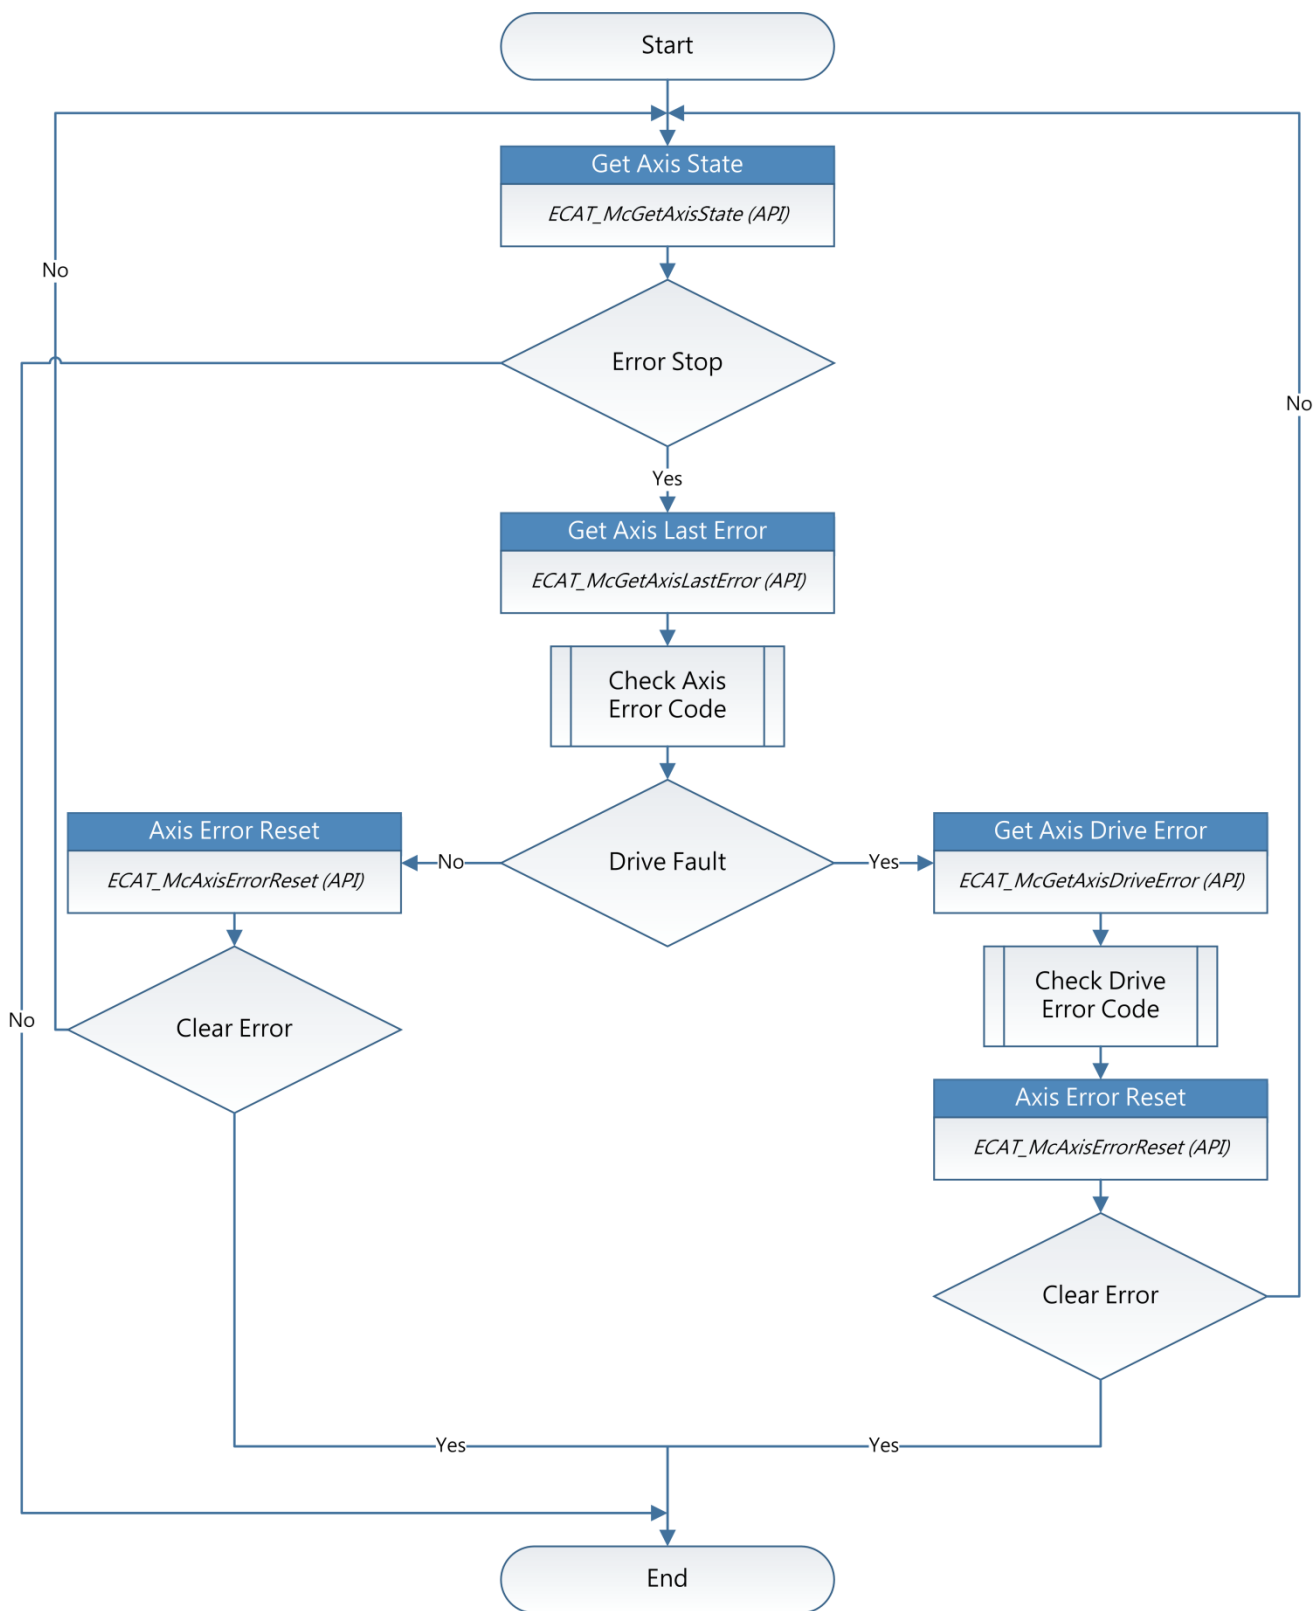 Start
Get Axis State
ECAT_McGetAxisState (API)
No
Error Stop
No
Yes
Get Axis Last Error
ECAT_McGetAxisLastError (API)
Check Axis
Error Code
Axis Error Reset
ECAT_McAxisErrorReset (API)
No
Drive Fault
Yes
Get Axis Drive Error
ECAT_McGetAxisDriveError (API)
Check Drive
Error Code
No
Clear Error
Axis Error Reset
ECAT_McAxisErrorReset (API)
Clear Error
Yes
Yes
End